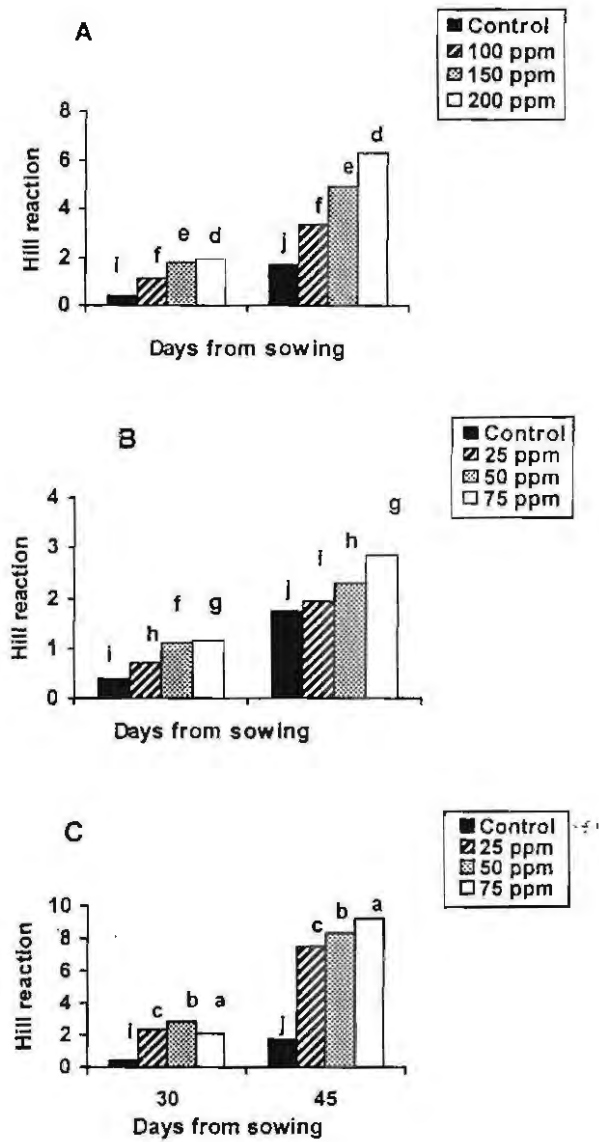 A
Control
100 ppm
150 ppm
200 ppm
Hill reaction
8
6
4
2
0
i f e d
j f e d
Days from sowing
B
Control
25 ppm
50 ppm
75 ppm
Hill reaction
4
3
2
1
0
i h f g
j i h g
Days from sowing
C
Control
25 ppm
50 ppm
75 ppm
Hill reaction
10
8
6
4
2
0
i c b a
j c b a
30 45
Days from sowing